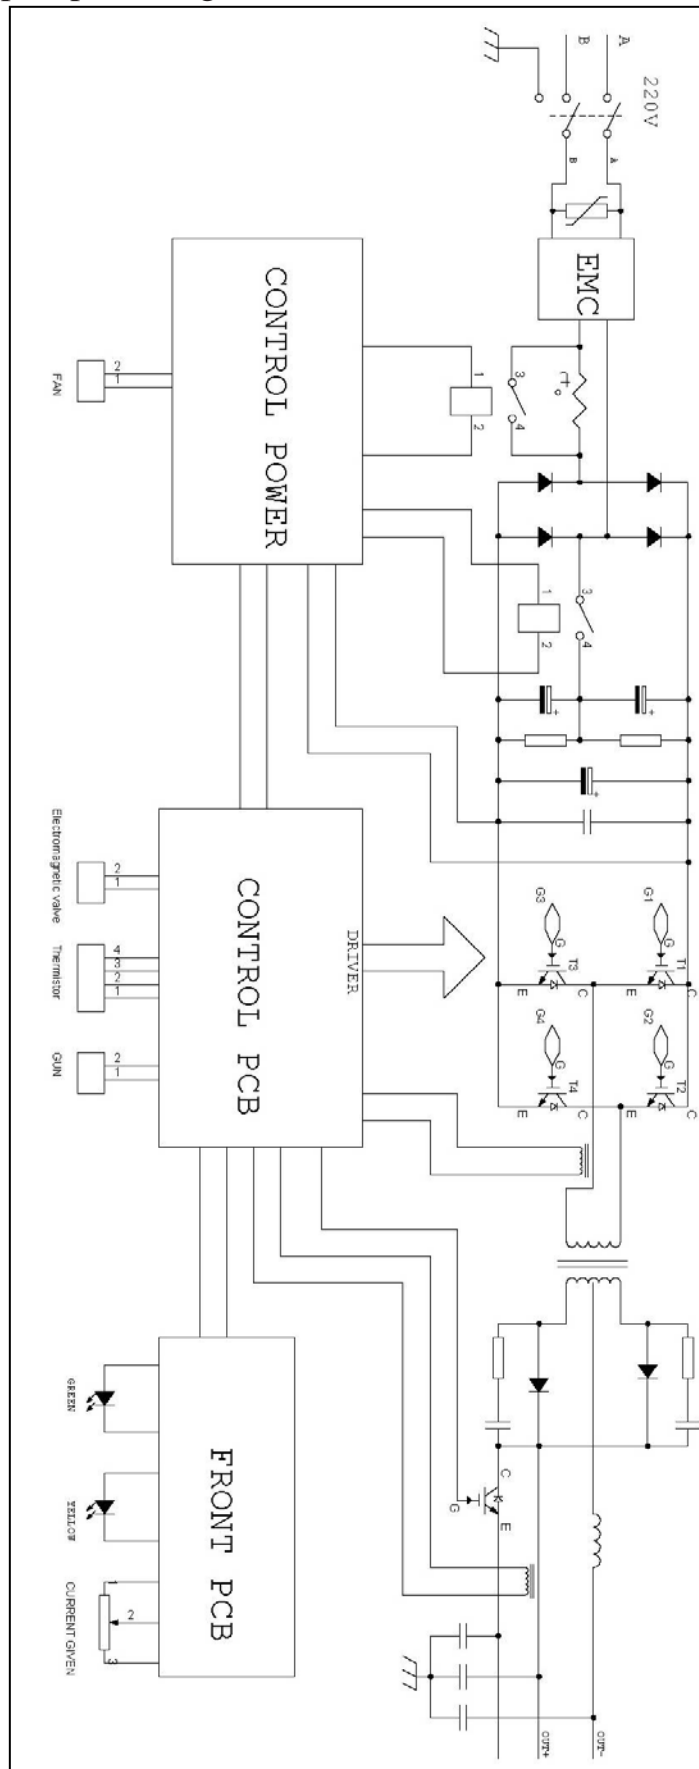 A
B
220V
A
B
EMC
t°
3
4
1
2
CONTROL POWER
2
1
FAN
3
4
1
2
+
+
+
G1
G
T1
C
E
G3
G
T3
C
E
G2
G
T2
C
E
G4
G
T4
C
E
DRIVER
CONTROL PCB
2
1
Electromagnetic valve
4
3
2
1
Thermistor
2
1
GUN
C
K
E
G
FRONT PCB
GREEN
YELLOW
1
2
3
CURRENT GIVEN
OUT+
OUT-